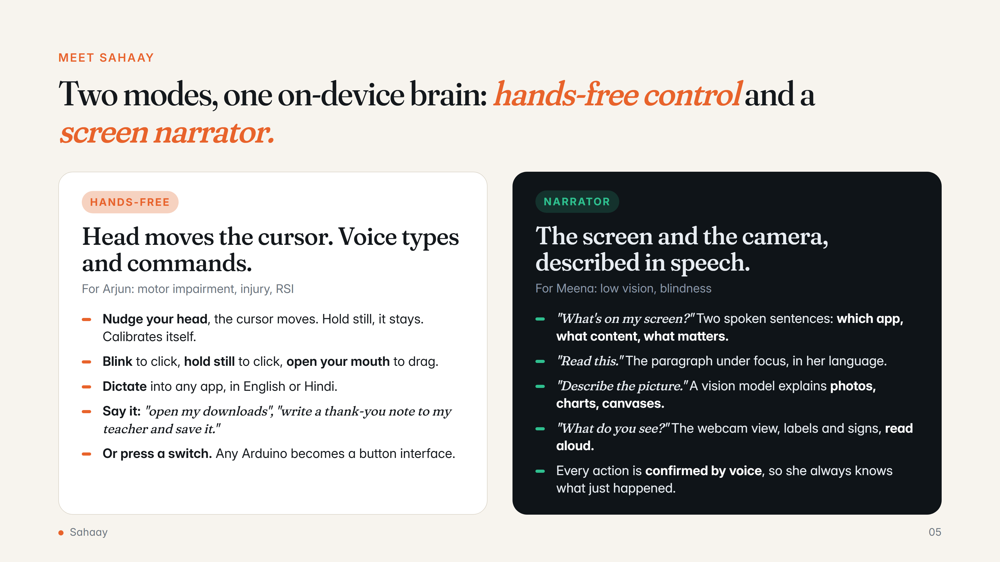 MEET SAHAAY
Two modes, one on-device brain: hands-free control and a
screen narrator.
HANDS-FREE
Head moves the cursor. Voice types
and commands.
For Arjun: motor impairment, injury, RSI
Nudge your head, the cursor moves. Hold still, it stays.
Calibrates itself.
Blink to click, hold still to click, open your mouth to drag.
Dictate into any app, in English or Hindi.
Say it: "open my downloads", "write a thank-you note to my
teacher and save it."
Or press a switch. Any Arduino becomes a button interface.
NARRATOR
The screen and the camera,
described in speech.
For Meena: low vision, blindness
"What's on my screen?" Two spoken sentences: which app,
what content, what matters.
"Read this." The paragraph under focus, in her language.
"Describe the picture." A vision model explains photos,
charts, canvases.
"What do you see?" The webcam view, labels and signs, read
aloud.
Every action is confirmed by voice, so she always knows
what just happened.
Sahaay
05